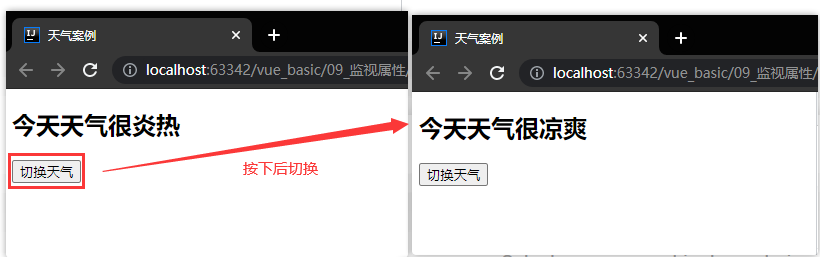 天气案例
localhost:63342/vue_basic/09_监视属性/
今天天气很炎热
切换天气
按下后切换
天气案例
localhost:63342/vue_basic/09_监视属性/
今天天气很凉爽
切换天气